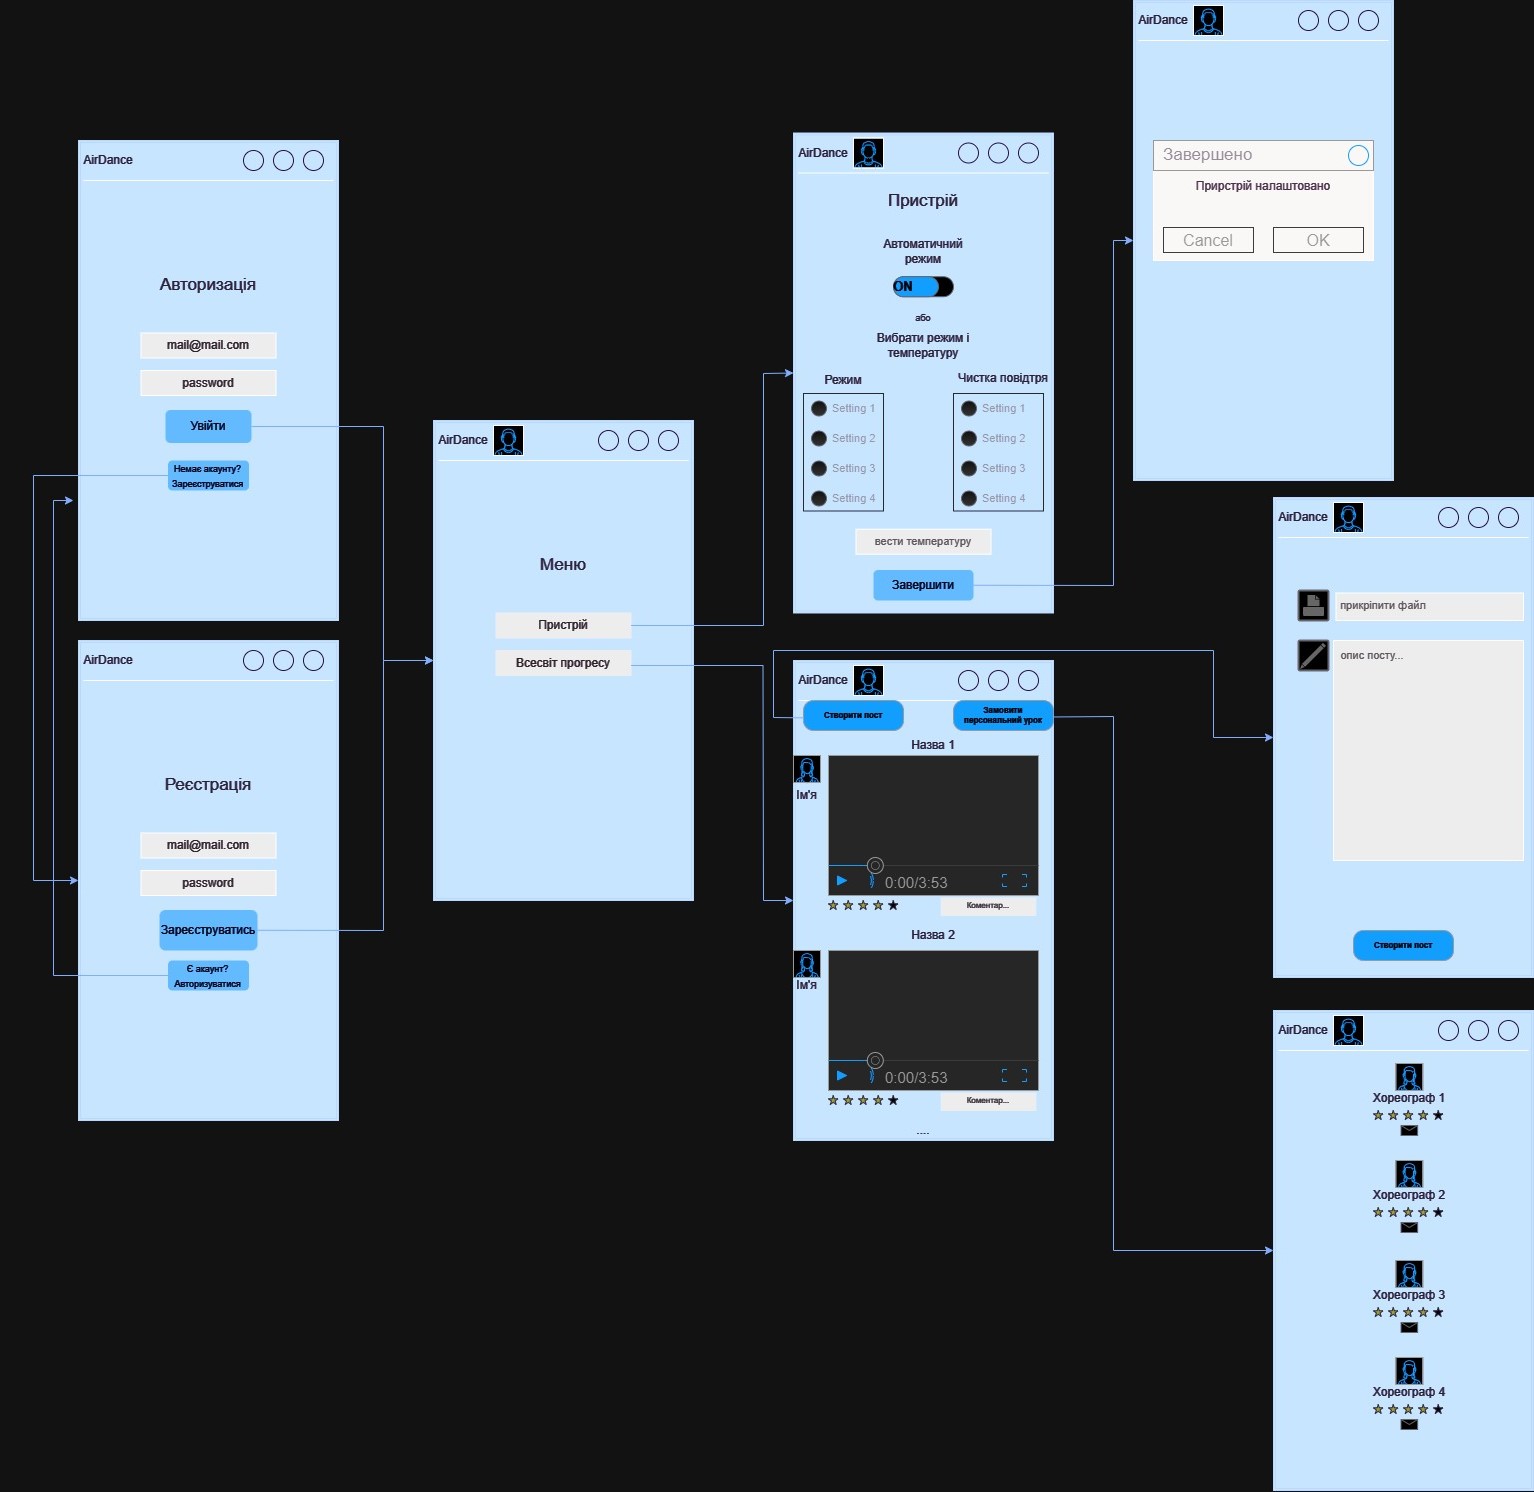 AirDance
Авторизація
mail@mail.com
password
Увійти
Немає акаунту?
Зареєструватися
AirDance
Реєстрація
mail@mail.com
password
Зареєструватись
Є акаунт?
Авторизуватися
AirDance
Меню
Пристрій
Всесвіт прогресу
AirDance
Пристрій
Автоматичний
режим
ON
або
Вибрати режим і
температуру
Режим
Setting 1
Setting 2
Setting 3
Setting 4
Чистка повідтря
Setting 1
Setting 2
Setting 3
Setting 4
вести температуру
Завершити
AirDance
Створити пост
Замовити
персональний урок
Назва 1
Ім'я
0:00/3:53
Коментар...
Назва 2
Ім'я
0:00/3:53
Коментар...
....
AirDance
Завершено
Прирстрій налаштовано
Cancel
OK
AirDance
прикріпити файл
опис посту...
Створити пост
AirDance
Хореограф 1
Хореограф 2
Хореограф 3
Хореограф 4